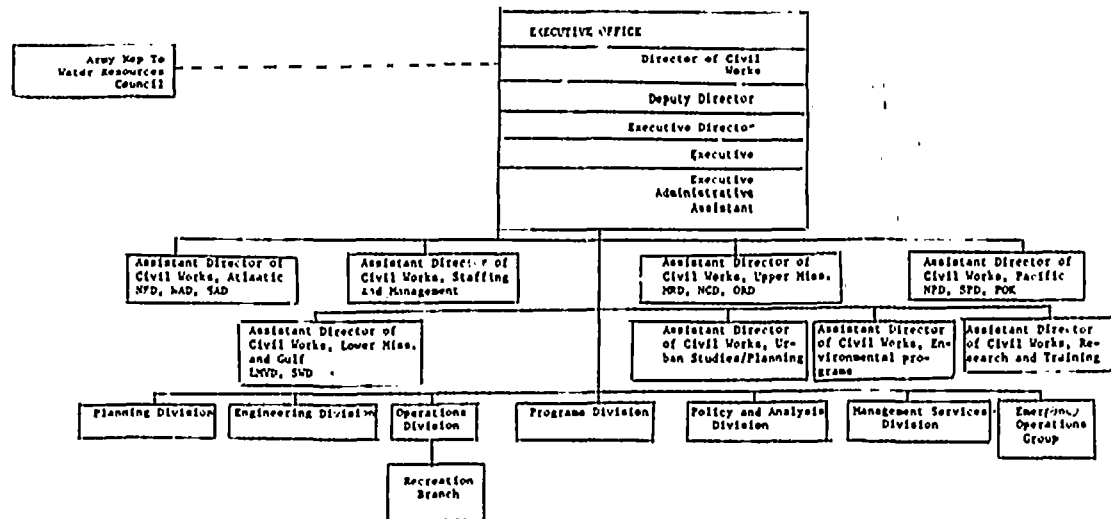 EXECUTIVE OFFICE
Army Rep To
Water Resources
Council
Director of Civil
Works
Deputy Director
Executive Director
Executive
Executive
Administrative
Assistant
Assistant Director of
Civil Works, Atlantic
NAD, SAD
Assistant Director of
Civil Works, Staffing
and Management
Assistant Director of
Civil Works, Upper Miss.
MRD, NCD, ORD
Assistant Director of
Civil Works, Pacific
NPD, SPD, POK
Assistant Director of
Civil Works, Lower Miss.
and Gulf
LMVD, SWD
Assistant Director
of Civil Works, Ur-
ban Studies/Planning
Assistant Director
of Civil Works, En-
vironmental pro-
grams
Assistant Director
of Civil Works, Re-
search and Training
Planning Division
Engineering Division
Operations
Division
Programs Division
Policy and Analysis
Division
Management Services
Division
Emergency
Operations
Group
Recreation
Branch